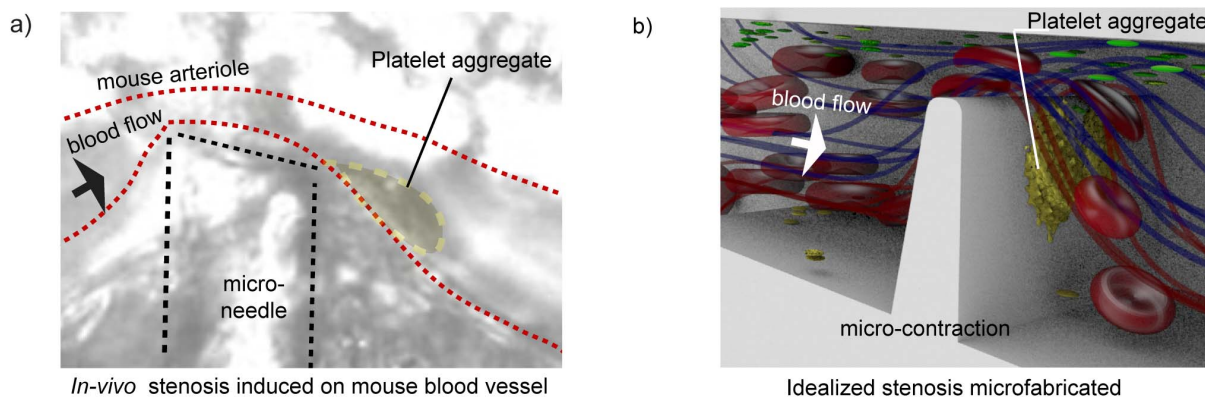 a)
mouse arteriole
blood flow
Platelet aggregate
micro-
needle
In-vivo stenosis induced on mouse blood vessel
b)
Platelet aggregate
blood flow
micro-contraction
Idealized stenosis microfabricated